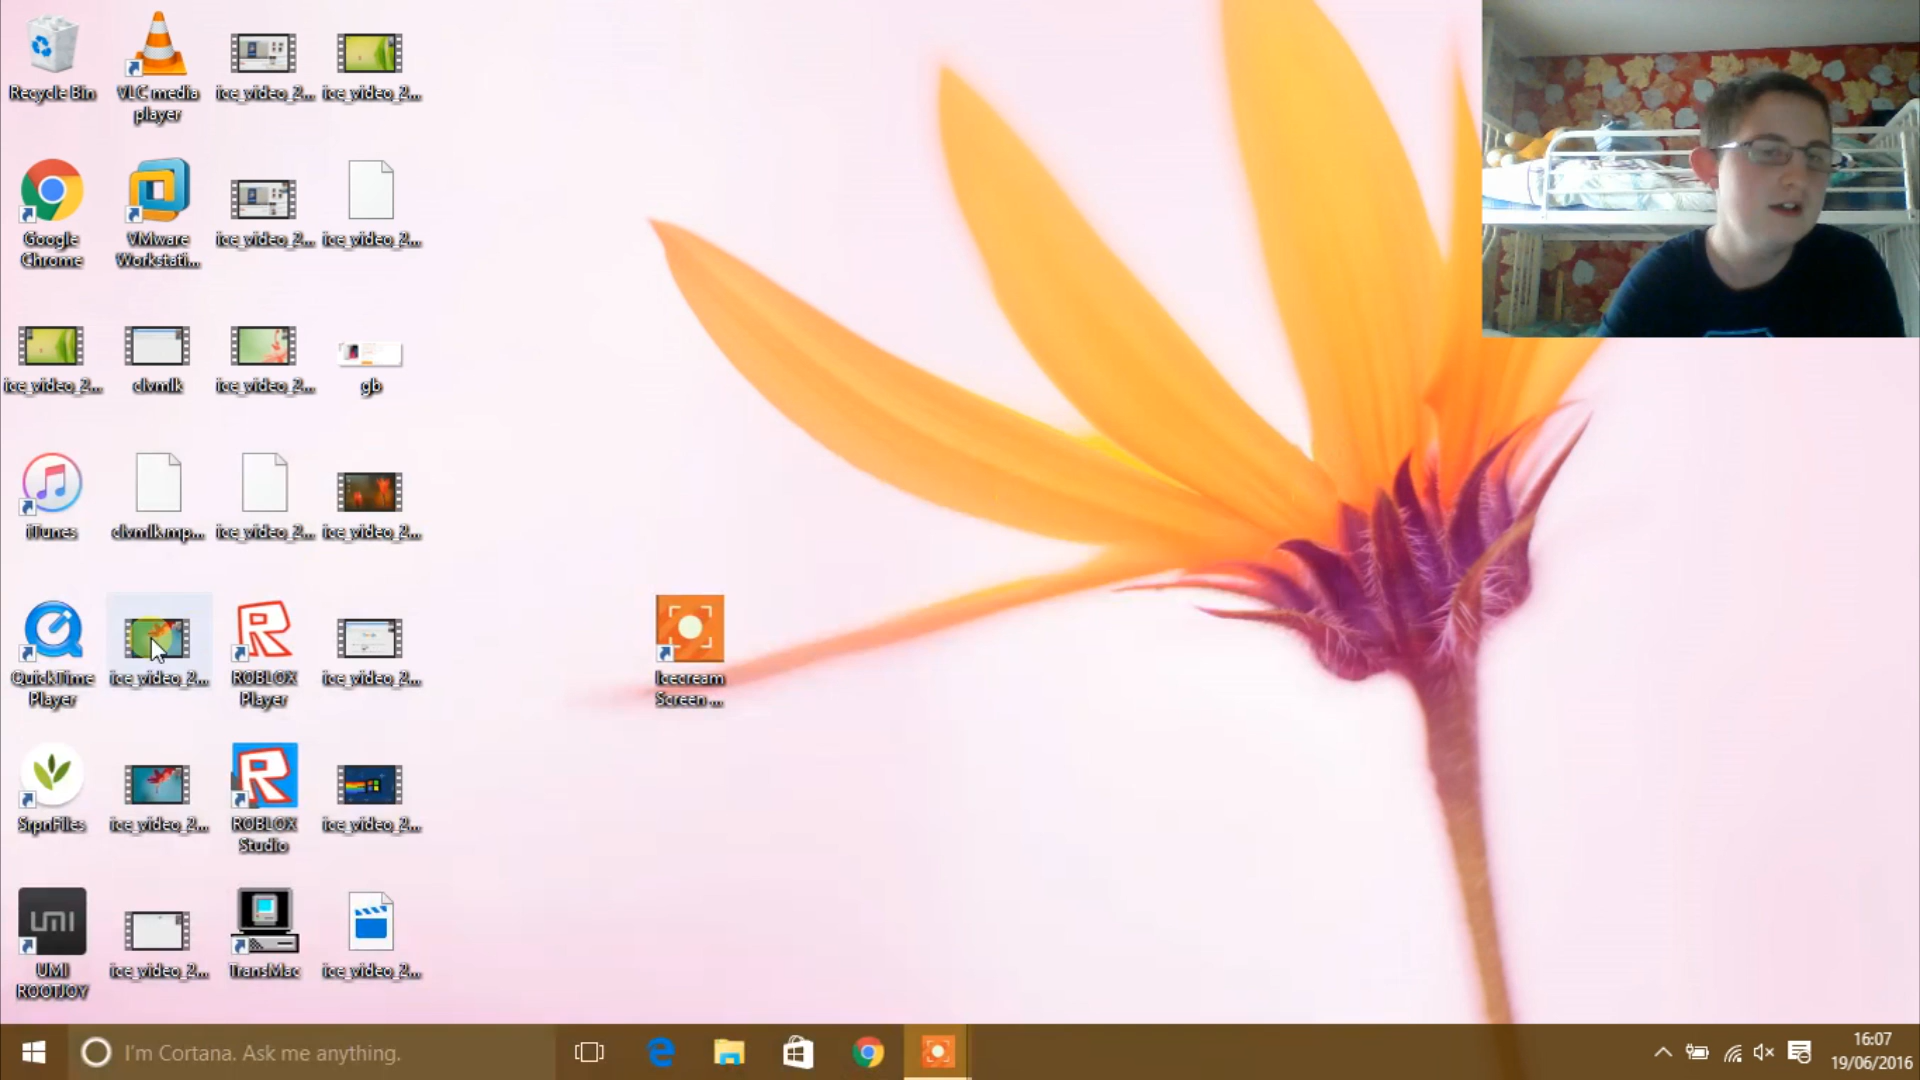 Recycle Bin
VLC media
player
ice_video_2...
ice_video_2...
Google
Chrome
VMware
Workstati...
ice_video_2...
ice_video_2...
ice_video_2...
clvmlk
ice_video_2...
gb
iTunes
clvmlk.mp...
ice_video_2...
ice_video_2...
QuickTime
Player
ice_video_2...
ROBLOX
Player
ice_video_2...
Icecream
Screen ...
SrpnFiles
ice_video_2...
ROBLOX
Studio
ice_video_2...
UMI
UMI
ROOTJOY
ice_video_2...
TransMac
ice_video_2...
I'm Cortana. Ask me anything.
16:07
19/06/2016